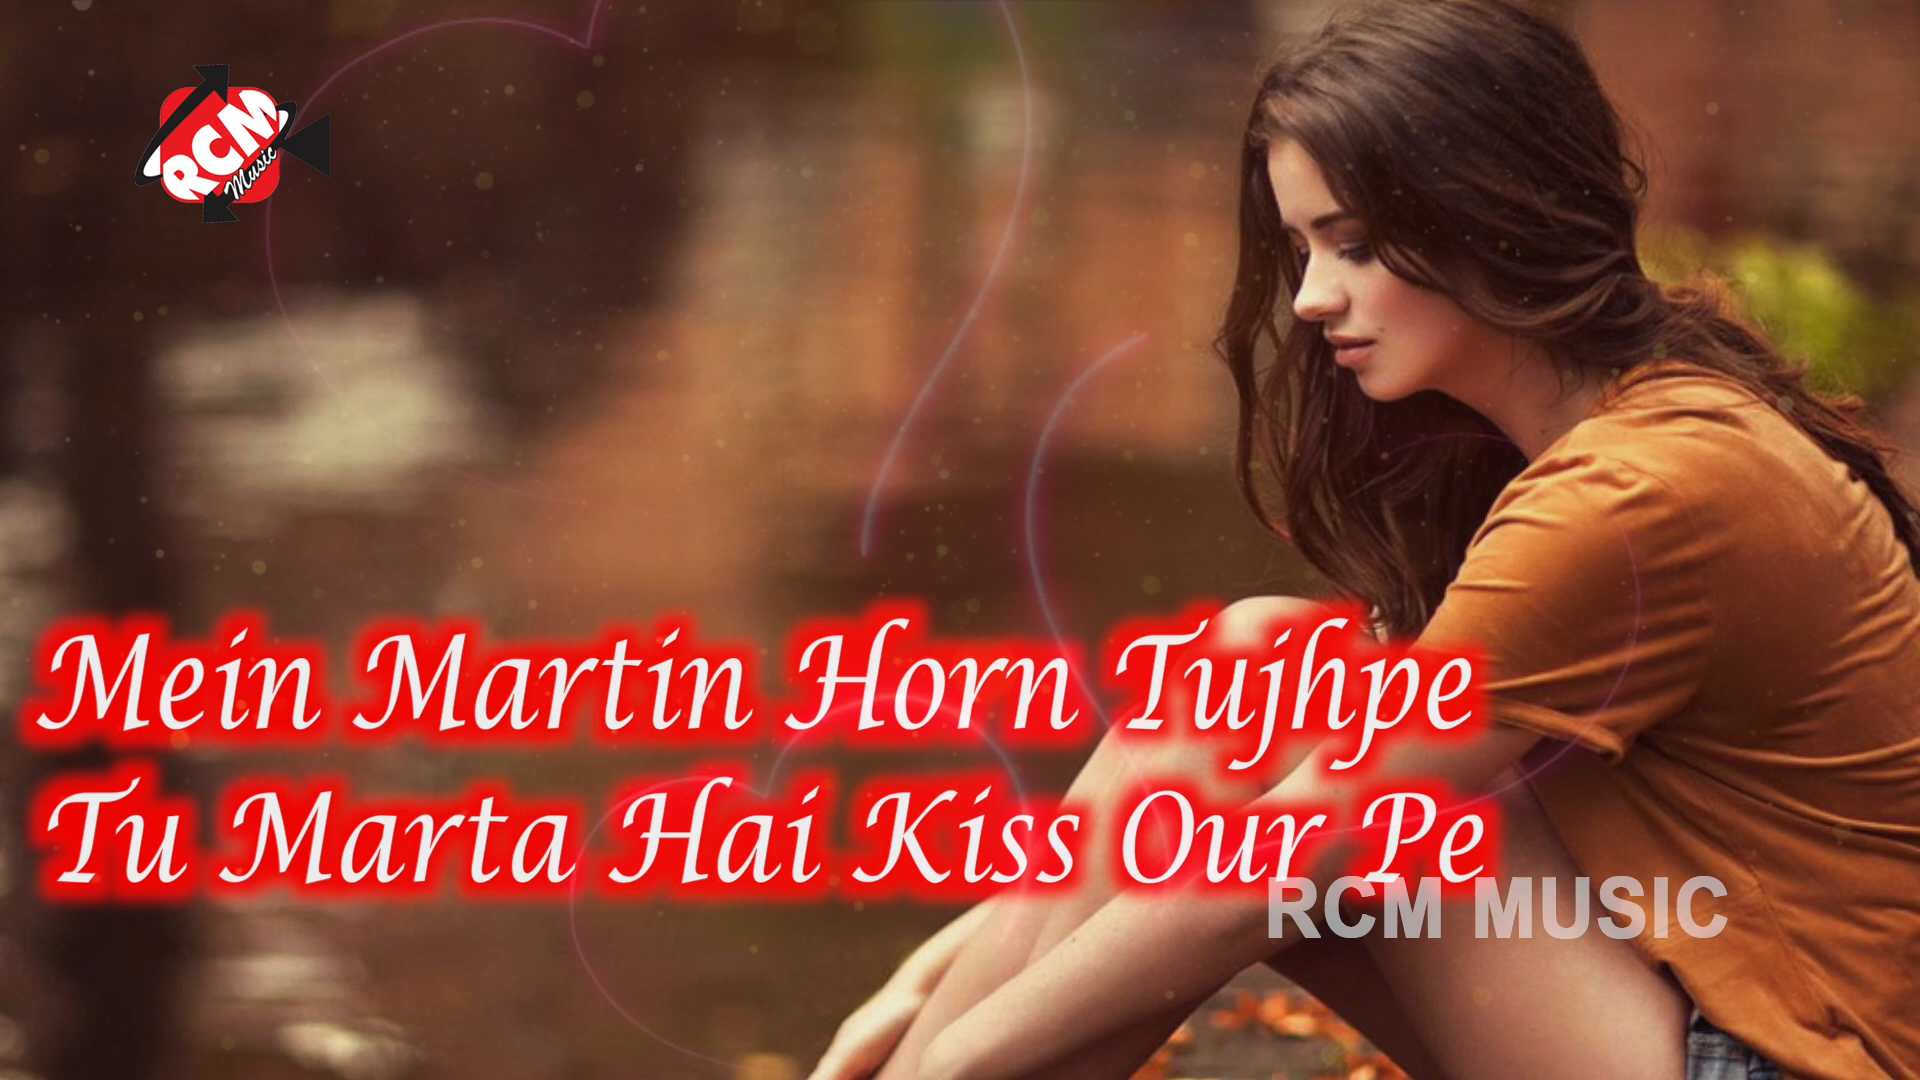 RCM
Music
Mein Martin Horn Tujhpe
Tu Marta Hai Kiss Our Pe
RCM MUSIC